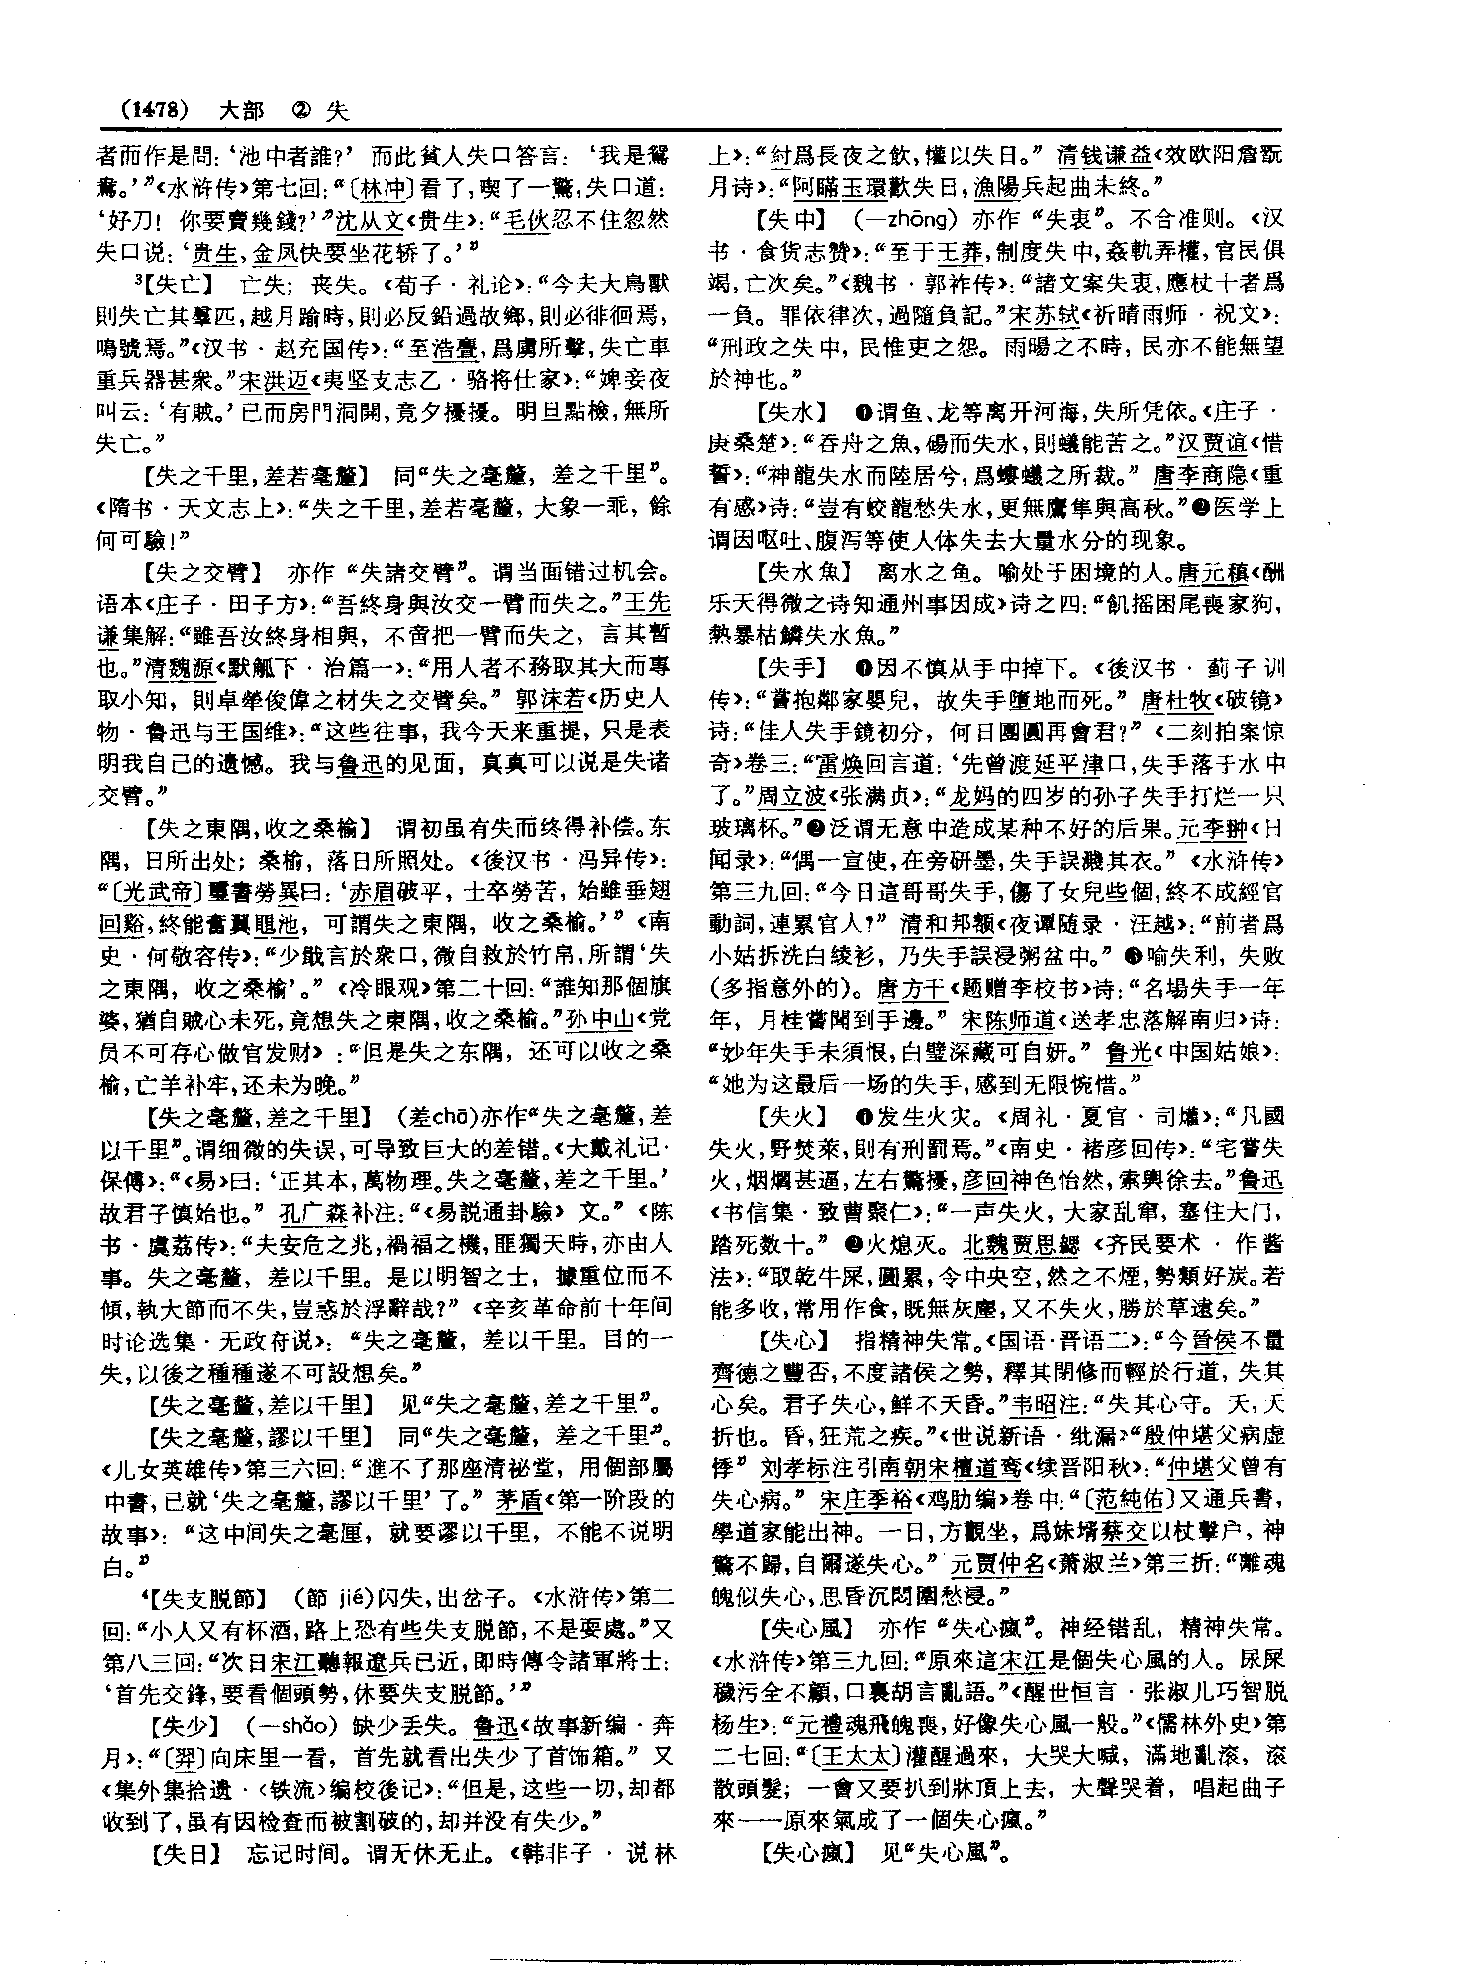 (1478) 大部 ② 失
者而作是問：‘池中者誰？’ 而此貧人失口答言：‘我是鴛
鴦。’”《水浒传》第七回：“〔林冲〕看了，喫了一驚，失口道：
‘好刀！你要賣幾錢？’”沈从文《贵生》：“毛伙忍不住忽然
失口说：‘贵生，金凤快要坐花轿了。’”
³【失亡】 亡失；丧失。《荀子·礼论》：“今夫大鳥獸
則失亡其羣匹，越月踰時，則必反鉛過故鄉，則必徘徊焉，
鳴號焉。”《汉书·赵充国传》：“至浩亹，爲虜所擊，失亡車
重兵器甚衆。”宋洪迈《夷坚支志乙·骆将仕家》：“婢妾夜
叫云：‘有賊。’已而房門洞開，竟夕擾擾。明旦點檢，無所
失亡。”
【失之千里，差若毫釐】 同“失之毫釐，差之千里”。
《隋书·天文志上》：“失之千里，差若毫釐，大象一乖，餘
何可驗！”
【失之交臂】 亦作“失諸交臂”。谓当面错过机会。
语本《庄子·田子方》：“吾終身與汝交一臂而失之。”王先
谦集解：“雖吾汝終身相與，不啻把一臂而失之，言其暫
也。”清魏源《默觚下·治篇一》：“用人者不務取其大而專
取小知，則卓犖俊偉之材失之交臂矣。”郭沫若《历史人
物·鲁迅与王国维》：“这些往事，我今天来重提，只是表
明我自己的遗憾。我与鲁迅的见面，真真可以说是失诸
交臂。”
【失之東隅，收之桑榆】 谓初虽有失而终得补偿。东
隅，日所出处；桑榆，落日所照处。《後汉书·冯异传》：
“〔光武帝〕璽書勞異曰：‘赤眉破平，士卒勞苦，始雖垂翅
回谿，終能奮翼黽池，可謂失之東隅，收之桑榆。’”《南
史·何敬容传》：“少戢言於衆口，微自救於竹帛，所謂‘失
之東隅，收之桑榆’。”《冷眼观》第二十回：“誰知那個旗
婆，猶自賊心未死，竟想失之東隅，收之桑榆。”孙中山《党
员不可存心做官发财》：“但是失之东隅，还可以收之桑
榆，亡羊补牢，还未为晚。”
【失之毫釐，差之千里】 (差chā)亦作“失之毫釐，差
以千里”。谓细微的失误，可导致巨大的差错。《大戴礼记·
保傅》：“《易》曰：‘正其本，萬物理。失之毫釐，差之千里。’
故君子慎始也。”孔广森补注：“《易説通卦驗》文。”《陈
书·虞荔传》：“夫安危之兆，禍福之機，匪獨天時，亦由人
事。失之毫釐，差以千里。是以明智之士，據重位而不
傾，執大節而不失，豈惑於浮辭哉？”《辛亥革命前十年间
时论选集·无政府说》：“失之毫釐，差以千里。目的一
失，以後之種種遂不可設想矣。”
【失之毫釐，差以千里】 见“失之毫釐，差之千里”。
【失之毫釐，謬以千里】 同“失之毫釐，差之千里”。
《儿女英雄传》第三六回：“進不了那座清祕堂，用個部屬
中書，已就‘失之毫釐，謬以千里’了。”茅盾《第一阶段的
故事》：“这中间失之毫厘，就要谬以千里，不能不说明
白。”
⁴【失支脱節】 (節 jié)闪失，出岔子。《水浒传》第二
回：“小人又有杯酒，路上恐有些失支脱節，不是耍處。”又
第八三回：“次日宋江聽報遼兵已近，即時傳令諸軍將士：
‘首先交鋒，要看個頭勢，休要失支脱節。’”
【失少】 (—shǎo) 缺少丢失。鲁迅《故事新编·奔
月》：“〔羿〕向床里一看，首先就看出失少了首饰箱。”又
《集外集拾遗·〈铁流〉编校後记》：“但是，这些一切，却都
收到了，虽有因检查而被割破的，却并没有失少。”
【失日】 忘记时间。谓无休无止。《韩非子·说林
上》：“紂爲長夜之飲，懽以失日。”清钱谦益《效欧阳詹翫
月诗》：“阿瞞玉環歡失日，漁陽兵起曲未終。”
【失中】 (—zhōng) 亦作“失衷”。不合准则。《汉
书·食货志赞》：“至于王莽，制度失中，姦軌弄權，官民俱
竭，亡次矣。”《魏书·郭祚传》：“諸文案失衷，應杖十者爲
一負。罪依律次，過隨負記。”宋苏轼《祈晴雨师·祝文》：
“刑政之失中，民惟吏之怨。雨暘之不時，民亦不能無望
於神也。”
【失水】 ❶谓鱼、龙等离开河海，失所凭依。《庄子·
庚桑楚》：“吞舟之魚，碭而失水，則蟻能苦之。”汉贾谊《惜
誓》：“神龍失水而陸居兮，爲螻蟻之所裁。”唐李商隐《重
有感》诗：“豈有蛟龍愁失水，更無鷹隼與高秋。”❷医学上
谓因呕吐、腹泻等使人体失去大量水分的现象。
【失水魚】 离水之鱼。喻处于困境的人。唐元稹《酬
乐天得微之诗知通州事因成》诗之四：“飢摇困尾喪家狗，
熱暴枯鱗失水魚。”
【失手】 ❶因不慎从手中掉下。《後汉书·蓟子训
传》：“嘗抱鄰家嬰兒，故失手墮地而死。”唐杜牧《破镜》
诗：“佳人失手鏡初分，何日團圓再會君？”《二刻拍案惊
奇》卷三：“雷焕回言道：‘先曾渡延平津口，失手落于水中
了。”周立波《张满贞》：“龙妈的四岁的孙子失手打烂一只
玻璃杯。”❷泛谓无意中造成某种不好的后果。元李翀《日
闻录》：“偶一宣使，在旁研墨，失手誤濺其衣。”《水浒传》
第三九回：“今日這哥哥失手，傷了女兒些個，終不成經官
動詞，連累官人？”清和邦额《夜谭随录·汪越》：“前者爲
小姑拆洗白綾衫，乃失手誤浸粥盆中。”❸喻失利，失败
(多指意外的)。唐方干《题赠李校书》诗：“名場失手一年
年，月桂嘗聞到手邊。”宋陈师道《送孝忠落解南归》诗：
“妙年失手未須恨，白璧深藏可自妍。”鲁光《中国姑娘》：
“她为这最后一场的失手，感到无限惋惜。”
【失火】 ❶发生火灾。《周礼·夏官·司爟》：“凡國
失火，野焚萊，則有刑罰焉。”《南史·褚彦回传》：“宅嘗失
火，烟爓甚逼，左右驚擾，彦回神色怡然，索輿徐去。”鲁迅
《书信集·致曹聚仁》：“一声失火，大家乱窜，塞住大门，
踏死数十。”❷火熄灭。北魏贾思勰《齐民要术·作酱
法》：“取乾牛屎，圓累，令中央空，然之不煙，勢類好炭。若
能多收，常用作食，既無灰塵，又不失火，勝於草遠矣。”
【失心】 指精神失常。《国语·晋语二》：“今晉侯不量
齊德之豐否，不度諸侯之勢，釋其閉修而輕於行道，失其
心矣。君子失心，鮮不夭昏。”韦昭注：“失其心守。夭，夭
折也。昏，狂荒之疾。”《世说新语·纰漏》“殷仲堪父病虚
悸”刘孝标注引南朝宋檀道鸾《续晋阳秋》：“仲堪父曾有
失心病。”宋庄季裕《鸡肋编》卷中：“〔范純佑〕又通兵書，
學道家能出神。一日，方觀坐，爲妹壻蔡交以杖擊户，神
驚不歸，自爾遂失心。”元贾仲名《萧淑兰》第三折：“離魂
魄似失心，思昏沉悶圍愁浸。”
【失心風】 亦作“失心瘋”。神经错乱，精神失常。
《水浒传》第三九回：“原來這宋江是個失心風的人。尿屎
穢污全不顧，口裏胡言亂語。”《醒世恒言·张淑儿巧智脱
杨生》：“元禮魂飛魄喪，好像失心風一般。”《儒林外史》第
二七回：“〔王太太〕灌醒過來，大哭大喊，滿地亂滚，滚
散頭髮；一會又要扒到牀頂上去，大聲哭着，唱起曲子
來——原來氣成了一個失心瘋。”
【失心瘋】 见“失心風”。